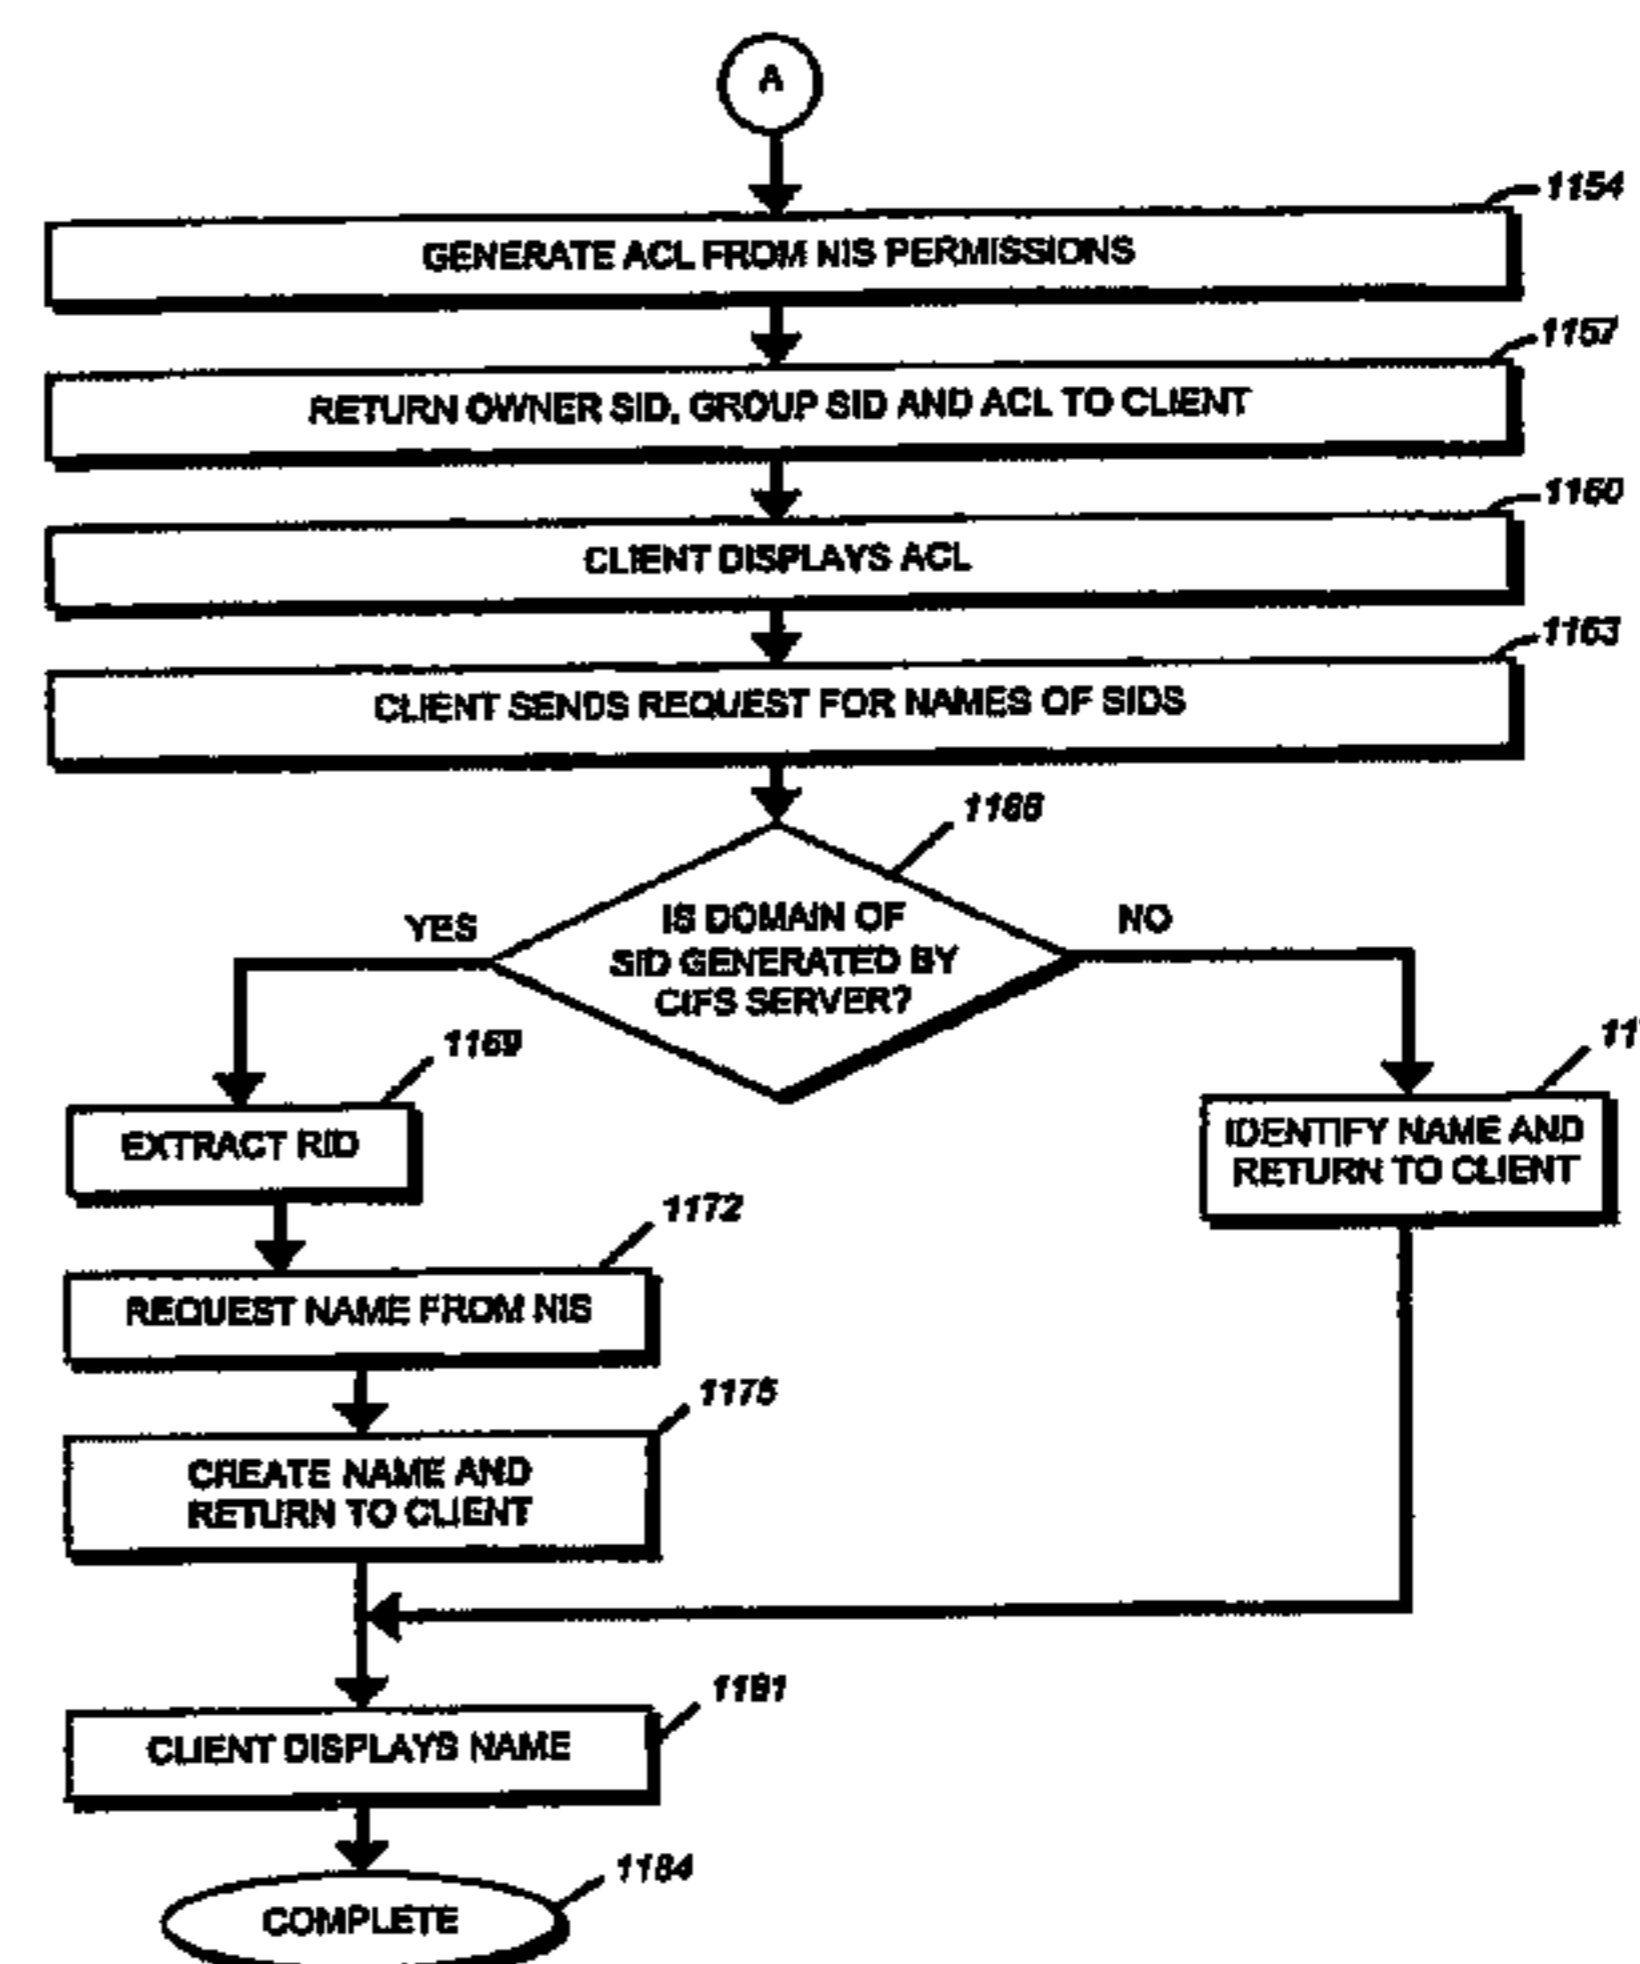 A
1154
GENERATE ACL FROM NIS PERMISSIONS
1157
RETURN OWNER SID, GROUP SID AND ACL TO CLIENT
1160
CLIENT DISPLAYS ACL
1163
CLIENT SENDS REQUEST FOR NAMES OF SIDS
1166
YES
IS DOMAIN OF
SID GENERATED BY
CIFS SERVER?
NO
1169
EXTRACT RID
IDENTIFY NAME AND
RETURN TO CLIENT
1172
REQUEST NAME FROM NIS
1175
CREATE NAME AND
RETURN TO CLIENT
1181
CLIENT DISPLAYS NAME
1184
COMPLETE